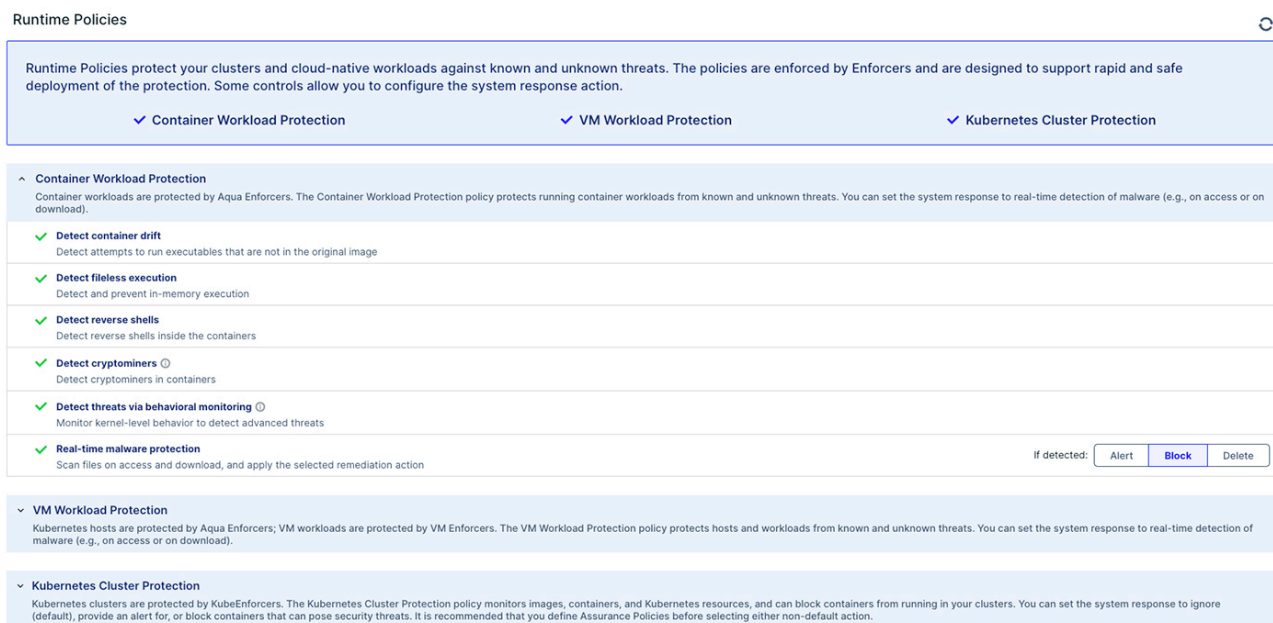 Runtime Policies
Runtime Policies protect your clusters and cloud-native workloads against known and unknown threats. The policies are enforced by Enforcers and are designed to support rapid and safe
deployment of the protection. Some controls allow you to configure the system response action.
Container Workload Protection
VM Workload Protection
Kubernetes Cluster Protection
Container Workload Protection
Container workloads are protected by Aqua Enforcers. The Container Workload Protection policy protects running container workloads from known and unknown threats. You can set the system response to real-time detection of malware (e.g., on access or on
download).
Detect container drift
Detect attempts to run executables that are not in the original image
Detect fileless execution
Detect and prevent in-memory execution
Detect reverse shells
Detect reverse shells inside the containers
Detect cryptominers
Detect cryptominers in containers
Detect threats via behavioral monitoring
Monitor kernel-level behavior to detect advanced threats
Real-time malware protection
Scan files on access and download, and apply the selected remediation action
If detected: Alert Block Delete
VM Workload Protection
Kubernetes hosts are protected by Aqua Enforcers; VM workloads are protected by VM Enforcers. The VM Workload Protection policy protects hosts and workloads from known and unknown threats. You can set the system response to real-time detection of
malware (e.g., on access or on download).
Kubernetes Cluster Protection
Kubernetes clusters are protected by KubeEnforcers. The Kubernetes Cluster Protection policy monitors images, containers, and Kubernetes resources, and can block containers from running in your clusters. You can set the system response to ignore
(default), provide an alert for, or block containers that can pose security threats. It is recommended that you define Assurance Policies before selecting either non-default action.